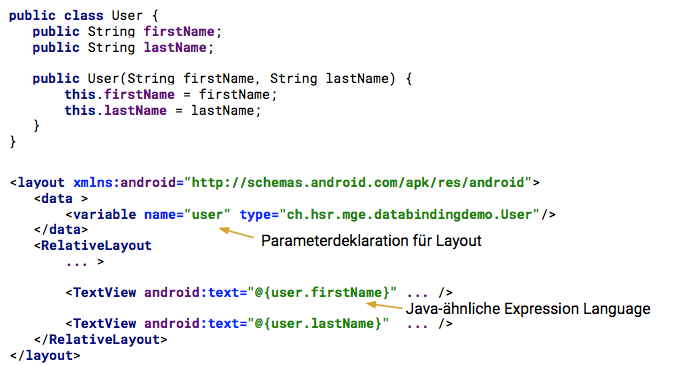 public class User {
public String firstName;
public String lastName;
public User(String firstName, String lastName) {
this.firstName = firstName;
this.lastName = lastName;
}
}
<layout xmlns:android="http://schemas.android.com/apk/res/android">
<data >
<variable name="user" type="ch.hsr.mge.databindingdemo.User"/>
</data>
Parameterdeklaration für Layout
<RelativeLayout
... >
<TextView android:text="@{user.firstName}" ... />
Java-ähnliche Expression Language
<TextView android:text="@{user.lastName}" ... />
</RelativeLayout>
</layout>